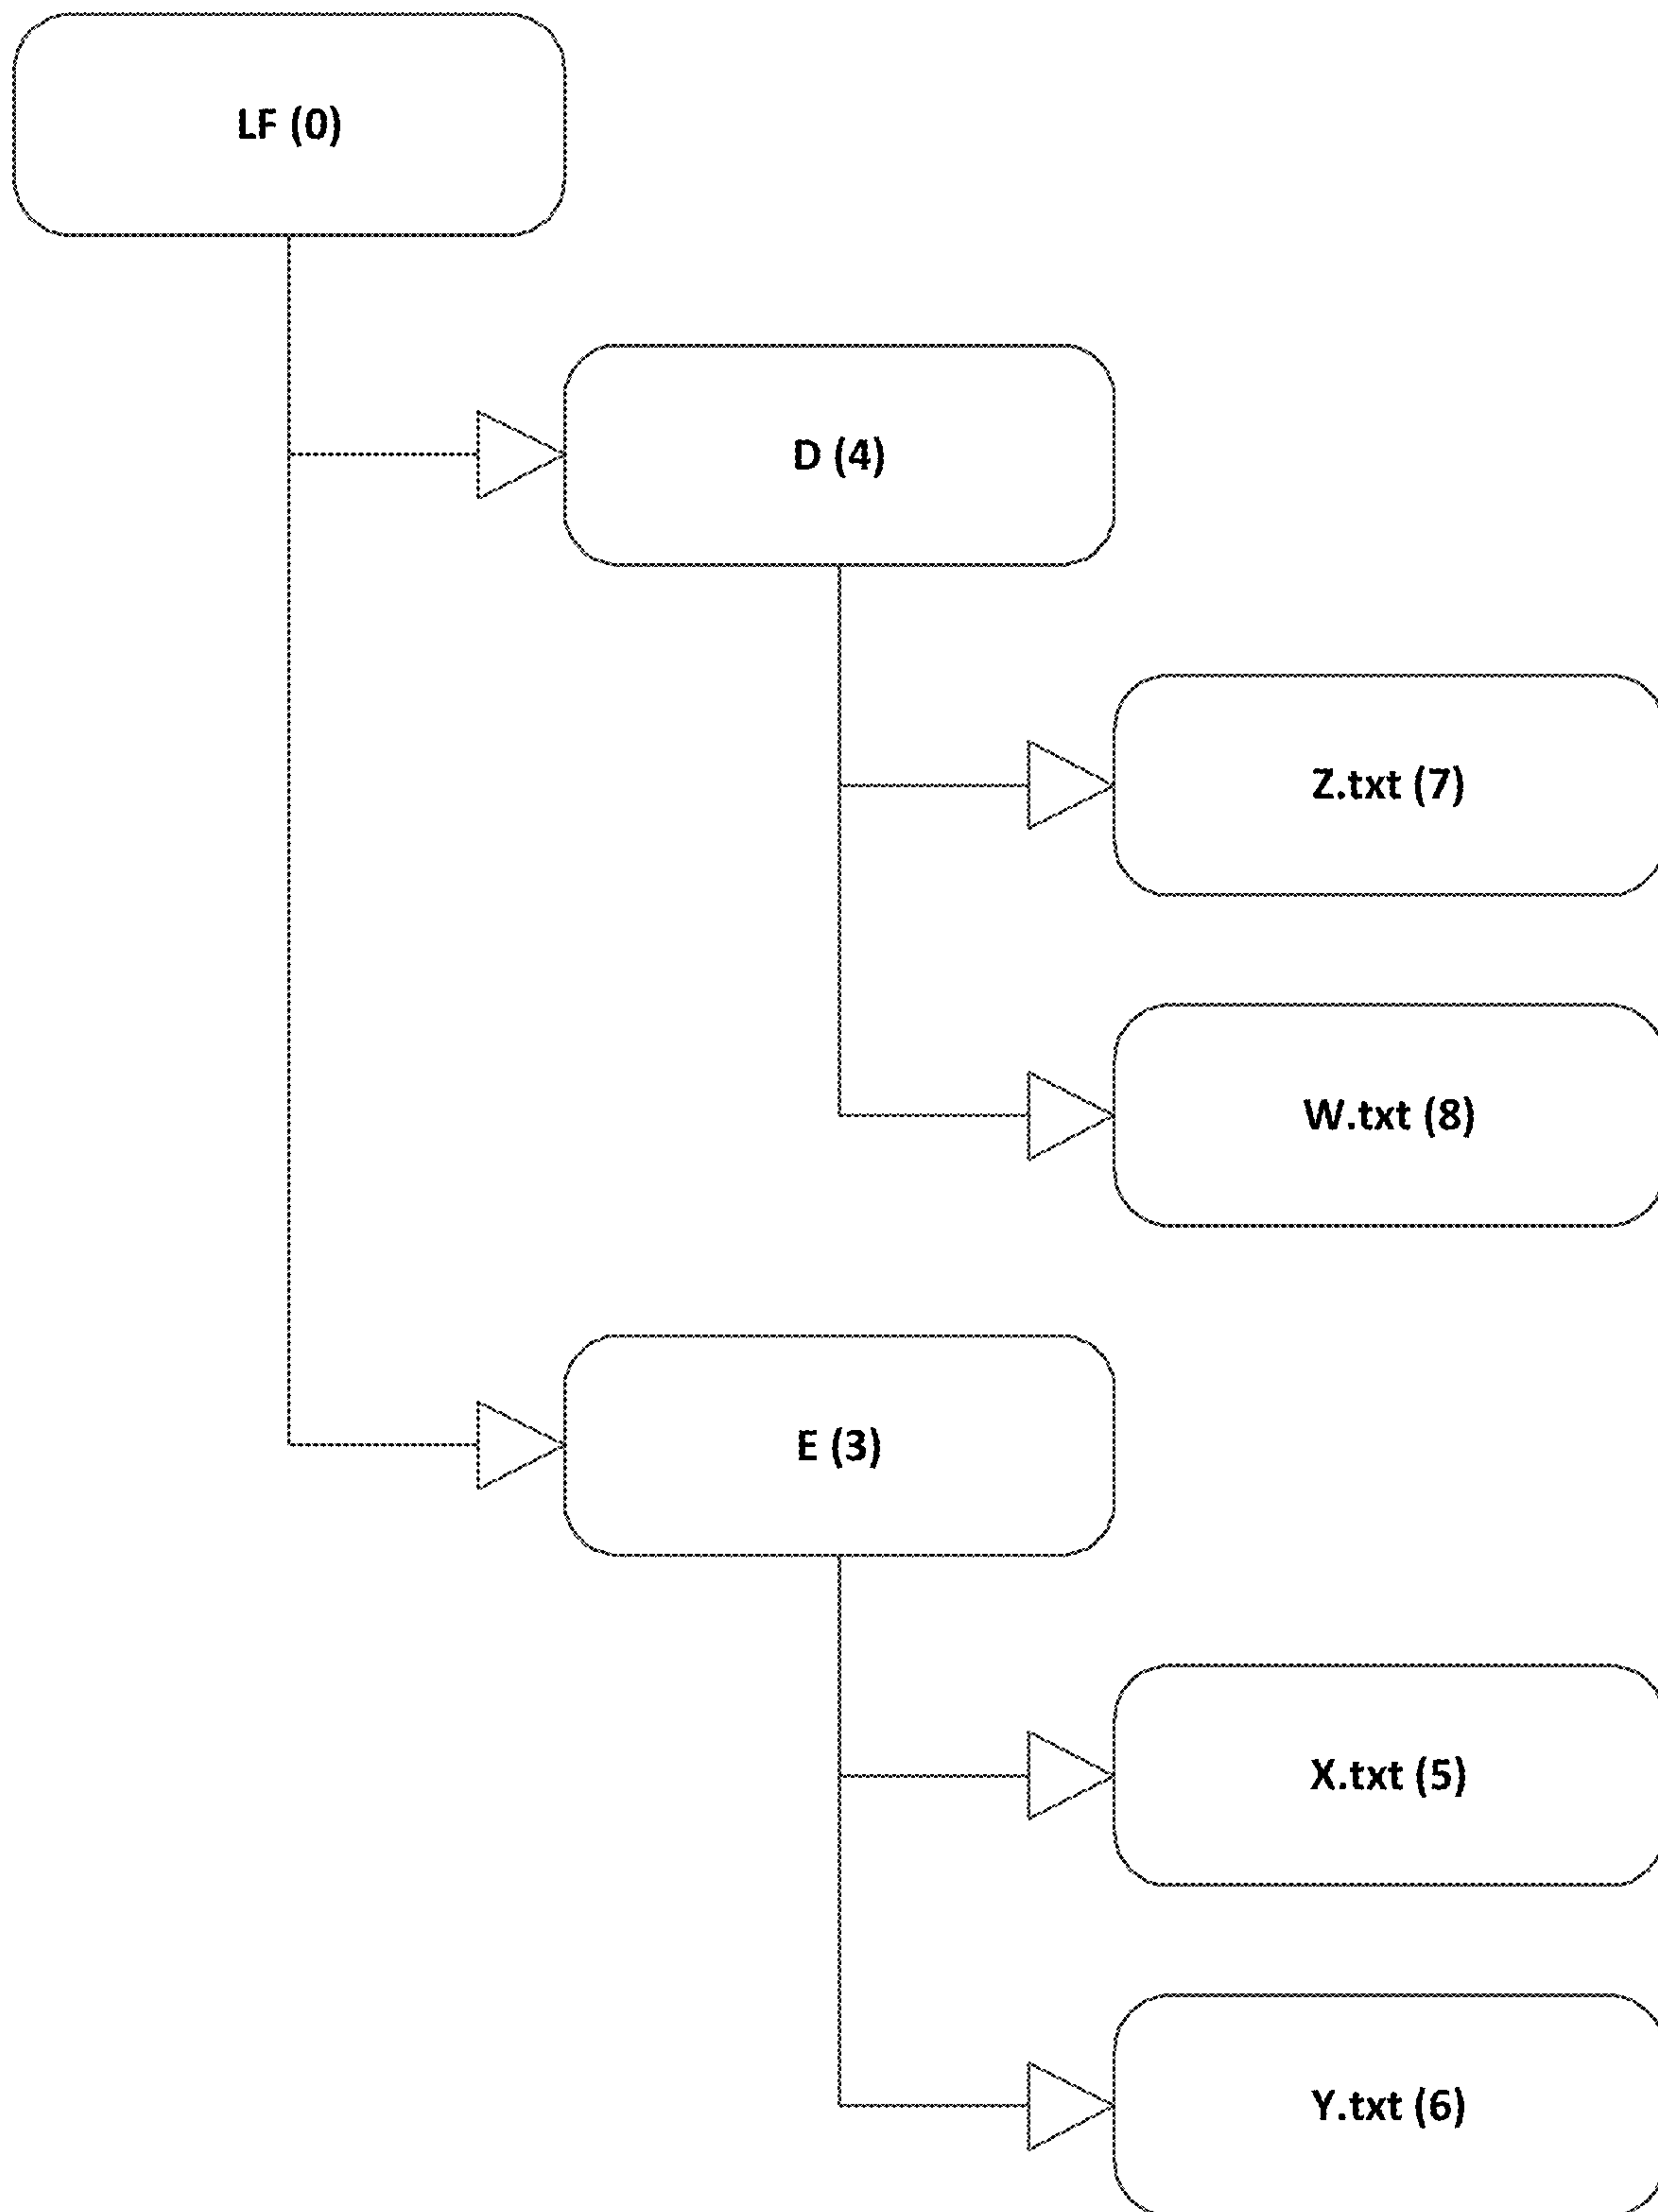 LF (0)
D (4)
Z.txt (7)
W.txt (8)
E (3)
X.txt (5)
Y.txt (6)